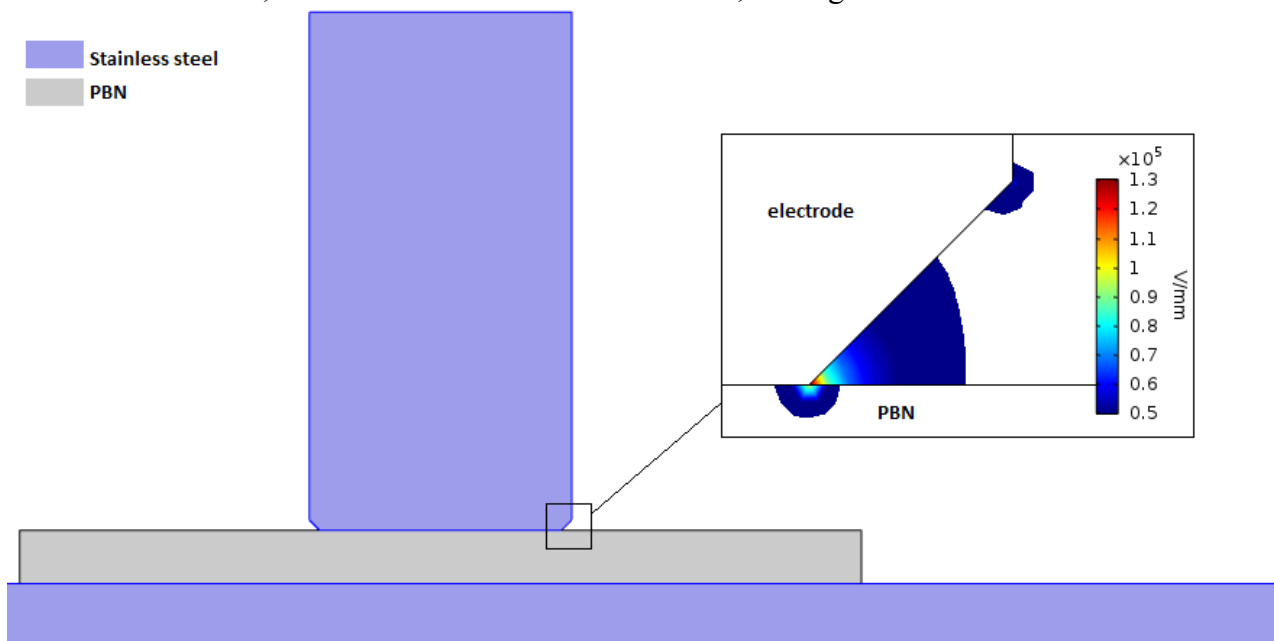 Stainless steel
PBN
electrode
PBN
×10⁵
1.3
1.2
1.1
1
0.9
0.8
0.7
0.6
0.5
V/mm